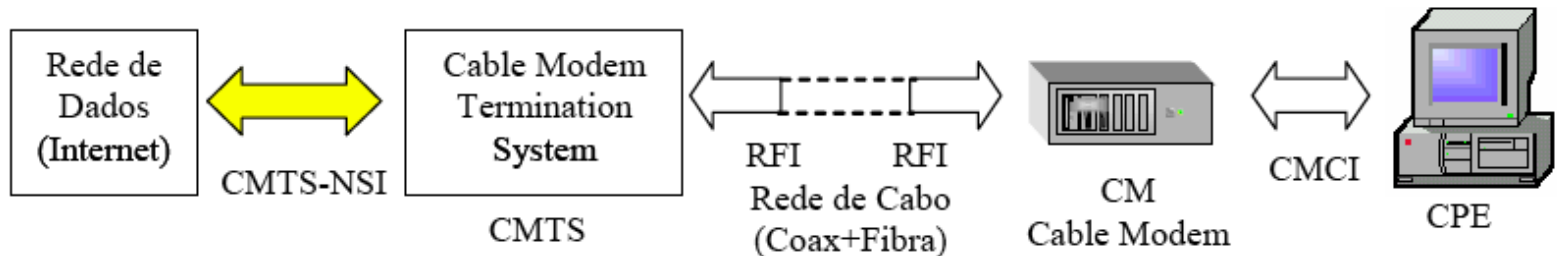 Rede de
Dados
(Internet)
CMTS-NSI
Cable Modem
Termination
System
CMTS
RFI RFI
Rede de Cabo
(Coax+Fibra)
CM
Cable Modem
CMCI
CPE